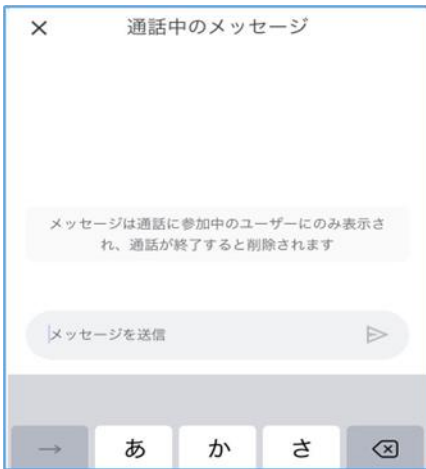 × 通話中のメッセージ
メッセージは通話に参加中のユーザーにのみ表示さ
れ、通話が終了すると削除されます
メッセージを送信
→ あ か さ